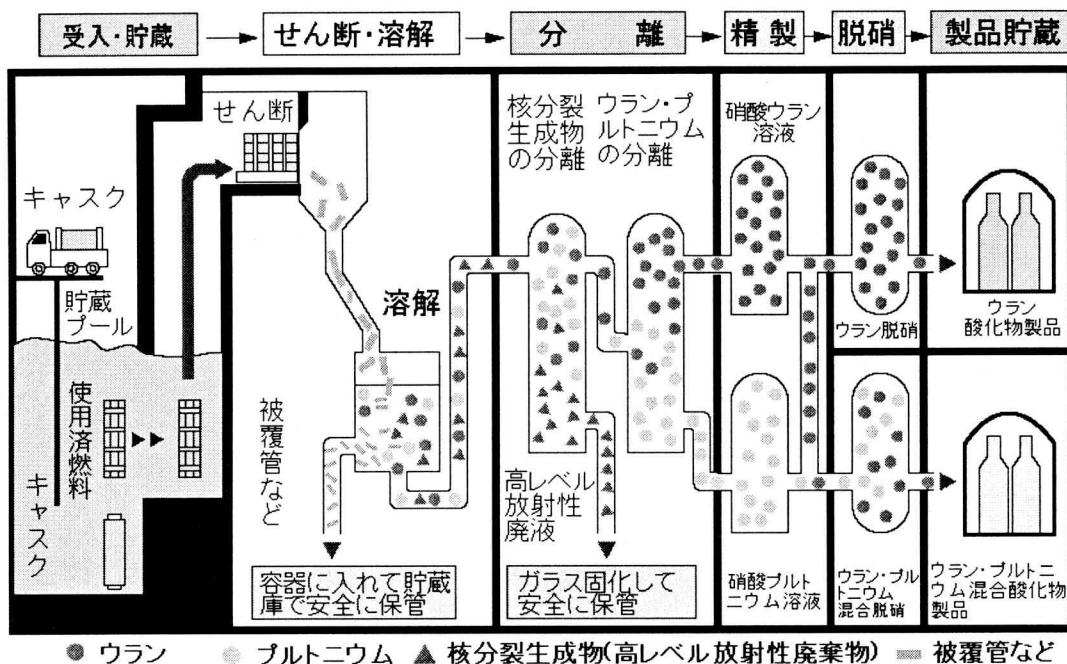 受入・貯蔵
せん断・溶解
分離
精製
脱硝
製品貯蔵
せん断
キャスク
貯蔵
プール
使用済燃料
キャスク
溶解
被覆管など
容器に入れて貯蔵
庫で安全に保管
核分裂
生成物
の分離
ウラン・プ
ルトニウム
の分離
高レベル
放射性
廃液
ガラス固化して
安全に保管
硝酸ウラン
溶液
硝酸プルト
ニウム溶液
ウラン脱硝
ウラン・プル
トニウム
混合脱硝
ウラン
酸化物製品
ウラン・プルトニ
ウム混合酸化物
製品
ウラン
プルトニウム
核分裂生成物(高レベル放射性廃棄物)
被覆管など